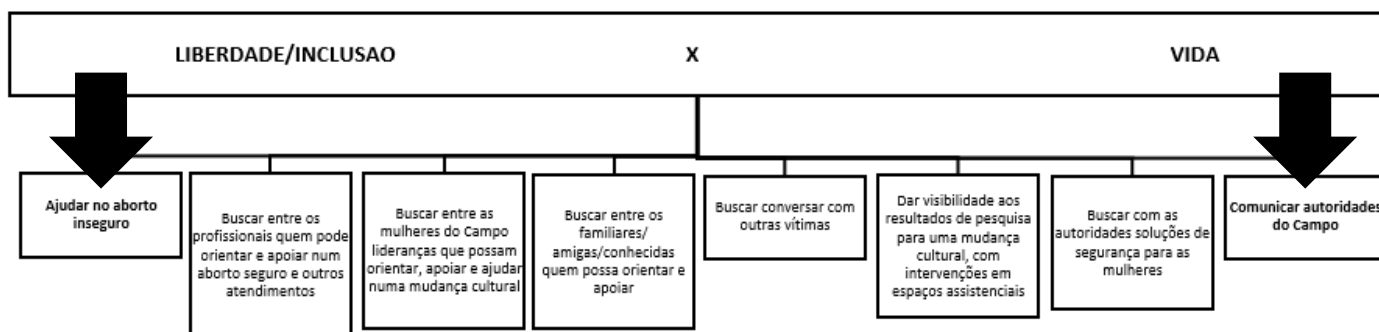 LIBERDADE/INCLUSAO X VIDA
Ajudar no aborto
inseguro
Buscar entre os
profissionais quem pode
orientar e apoiar num
aborto seguro e outros
atendimentos
Buscar entre as
mulheres do Campo
lideranças que possam
orientar, apoiar e ajudar
numa mudança cultural
Buscar entre os
familiares/
amigas/conhecidas
quem possa orientar e
apoiar
Buscar conversar com
outras vítimas
Dar visibilidade aos
resultados de pesquisa
para uma mudança
cultural, com
intervenções em
espaços assistenciais
Buscar com as
autoridades soluções de
segurança para as
mulheres
Comunicar autoridades
do Campo